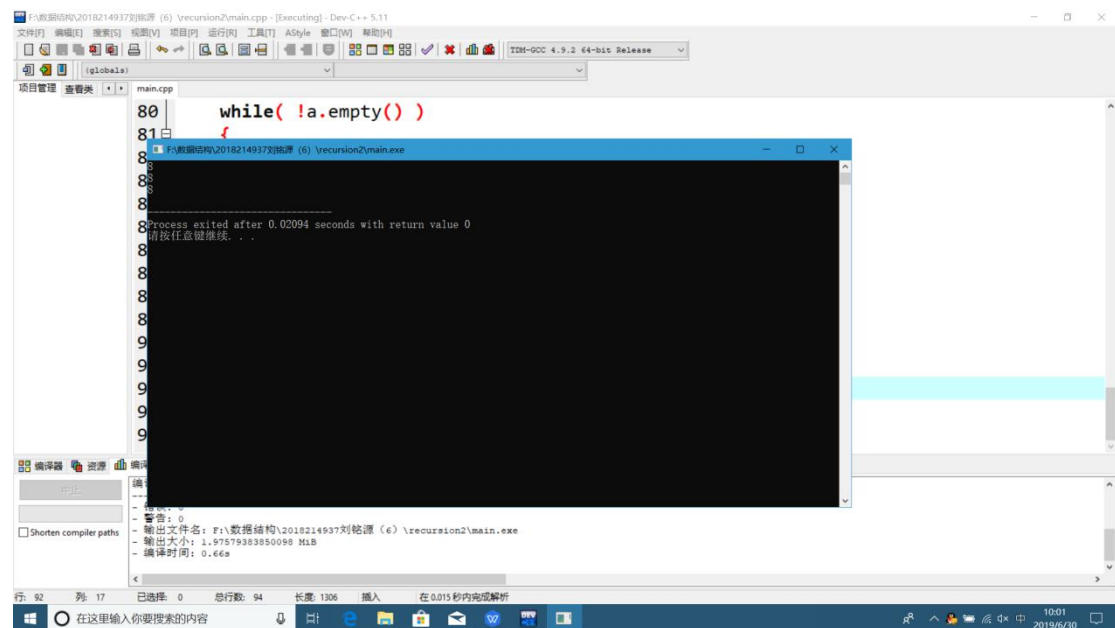 F:\数据结构\2018214937刘铭源 (6) \recursion2\main.cpp - [Executing] - Dev-C++ 5.11
文件[F] 编辑[E] 搜索[S] 视图[V] 项目[P] 运行[R] 工具[T] AStyle 窗口[W] 帮助[H]
TDM-GCC 4.9.2 64-bit Release
(globals)
项目管理 查看类 main.cpp
80 while( !a.empty() )
81 {
F:\数据结构\2018214937刘铭源 (6) \recursion2\main.exe
8
8
8
--------------------------------
Process exited after 0.02094 seconds with return value 0
请按任意键继续. . .
编译器 资源
中止
Shorten compiler paths
- 警告: 0
- 输出文件名: F:\数据结构\2018214937刘铭源 (6) \recursion2\main.exe
- 输出大小: 1.97579383850098 MiB
- 编译时间: 0.66s
行: 92 列: 17 已选择: 0 总行数: 94 长度: 1306 插入 在 0.015 秒内完成解析
在这里输入你要搜索的内容
DEV
中
10:01
2019/6/30